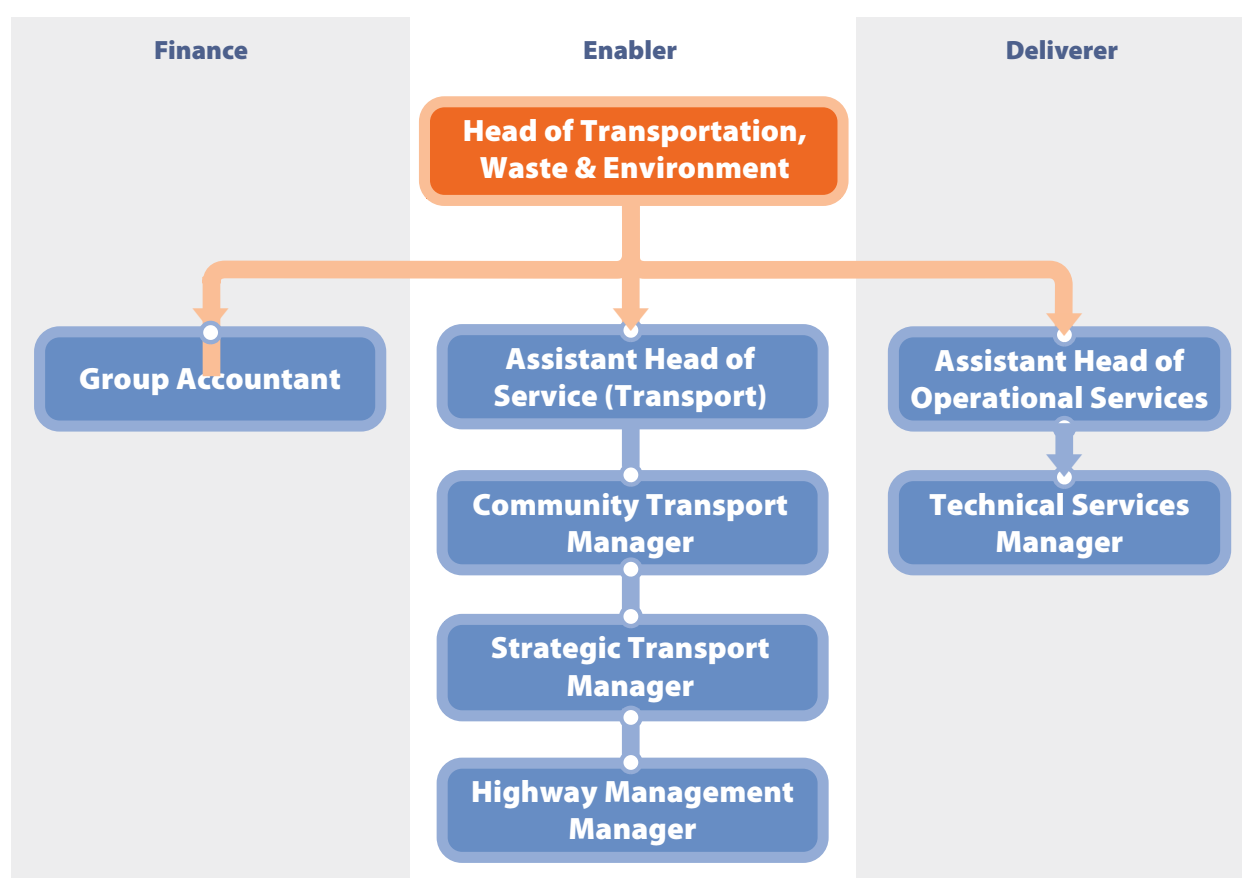 Finance
Enabler
Deliverer
Head of Transportation,
Waste & Environment
Group Accountant
Assistant Head of
Service (Transport)
Assistant Head of
Operational Services
Community Transport
Manager
Technical Services
Manager
Strategic Transport
Manager
Highway Management
Manager